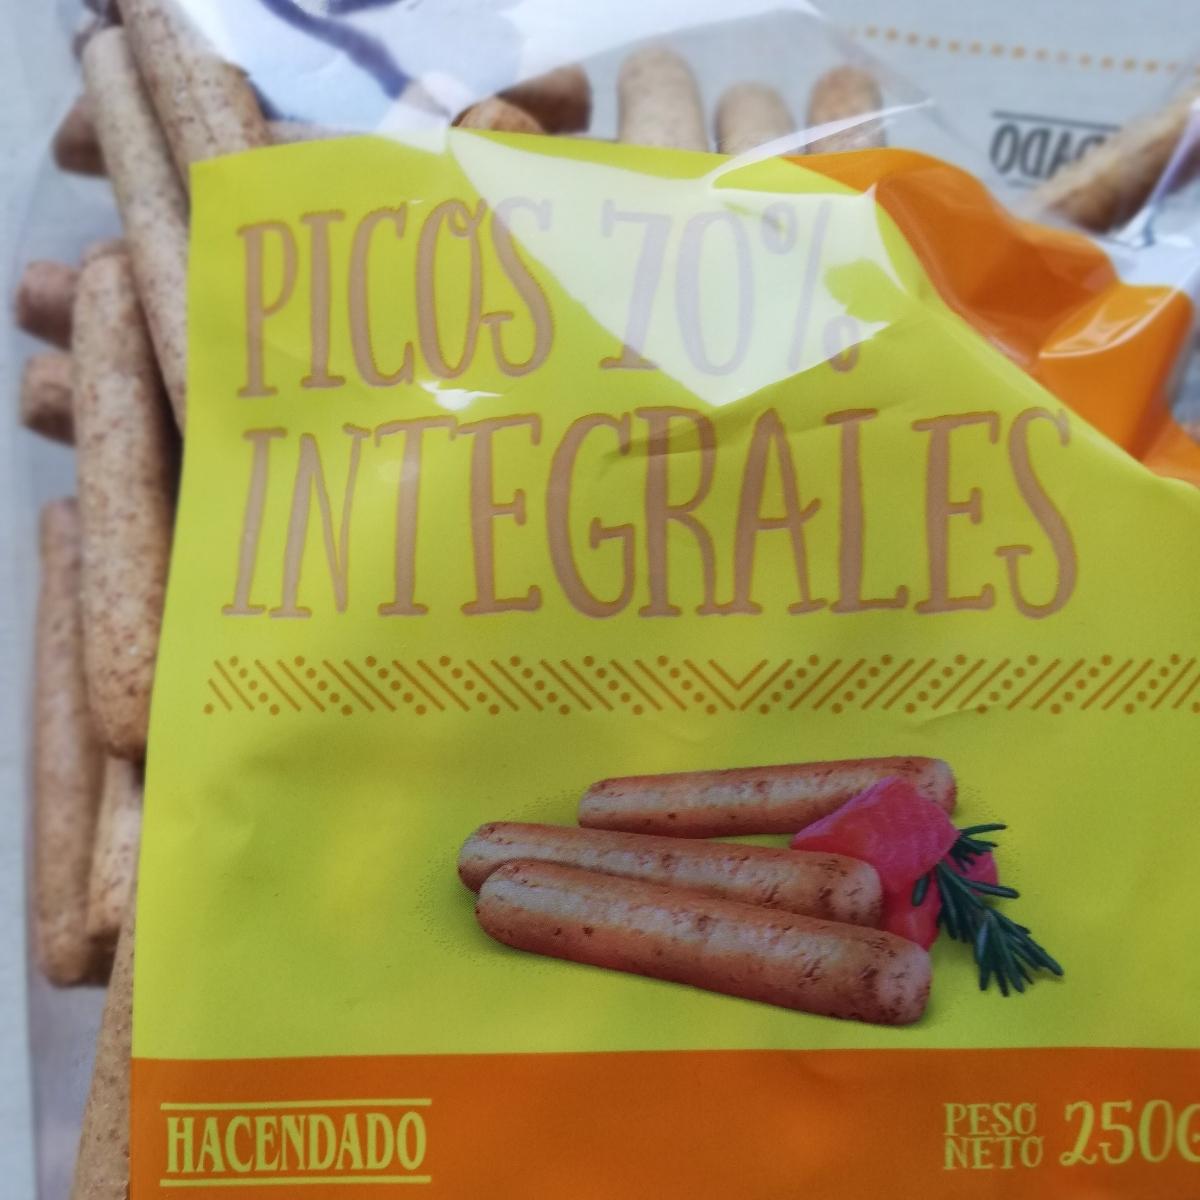 PICOS 70%
INTEGRALES
HACENDADO
PESO NETO 250G